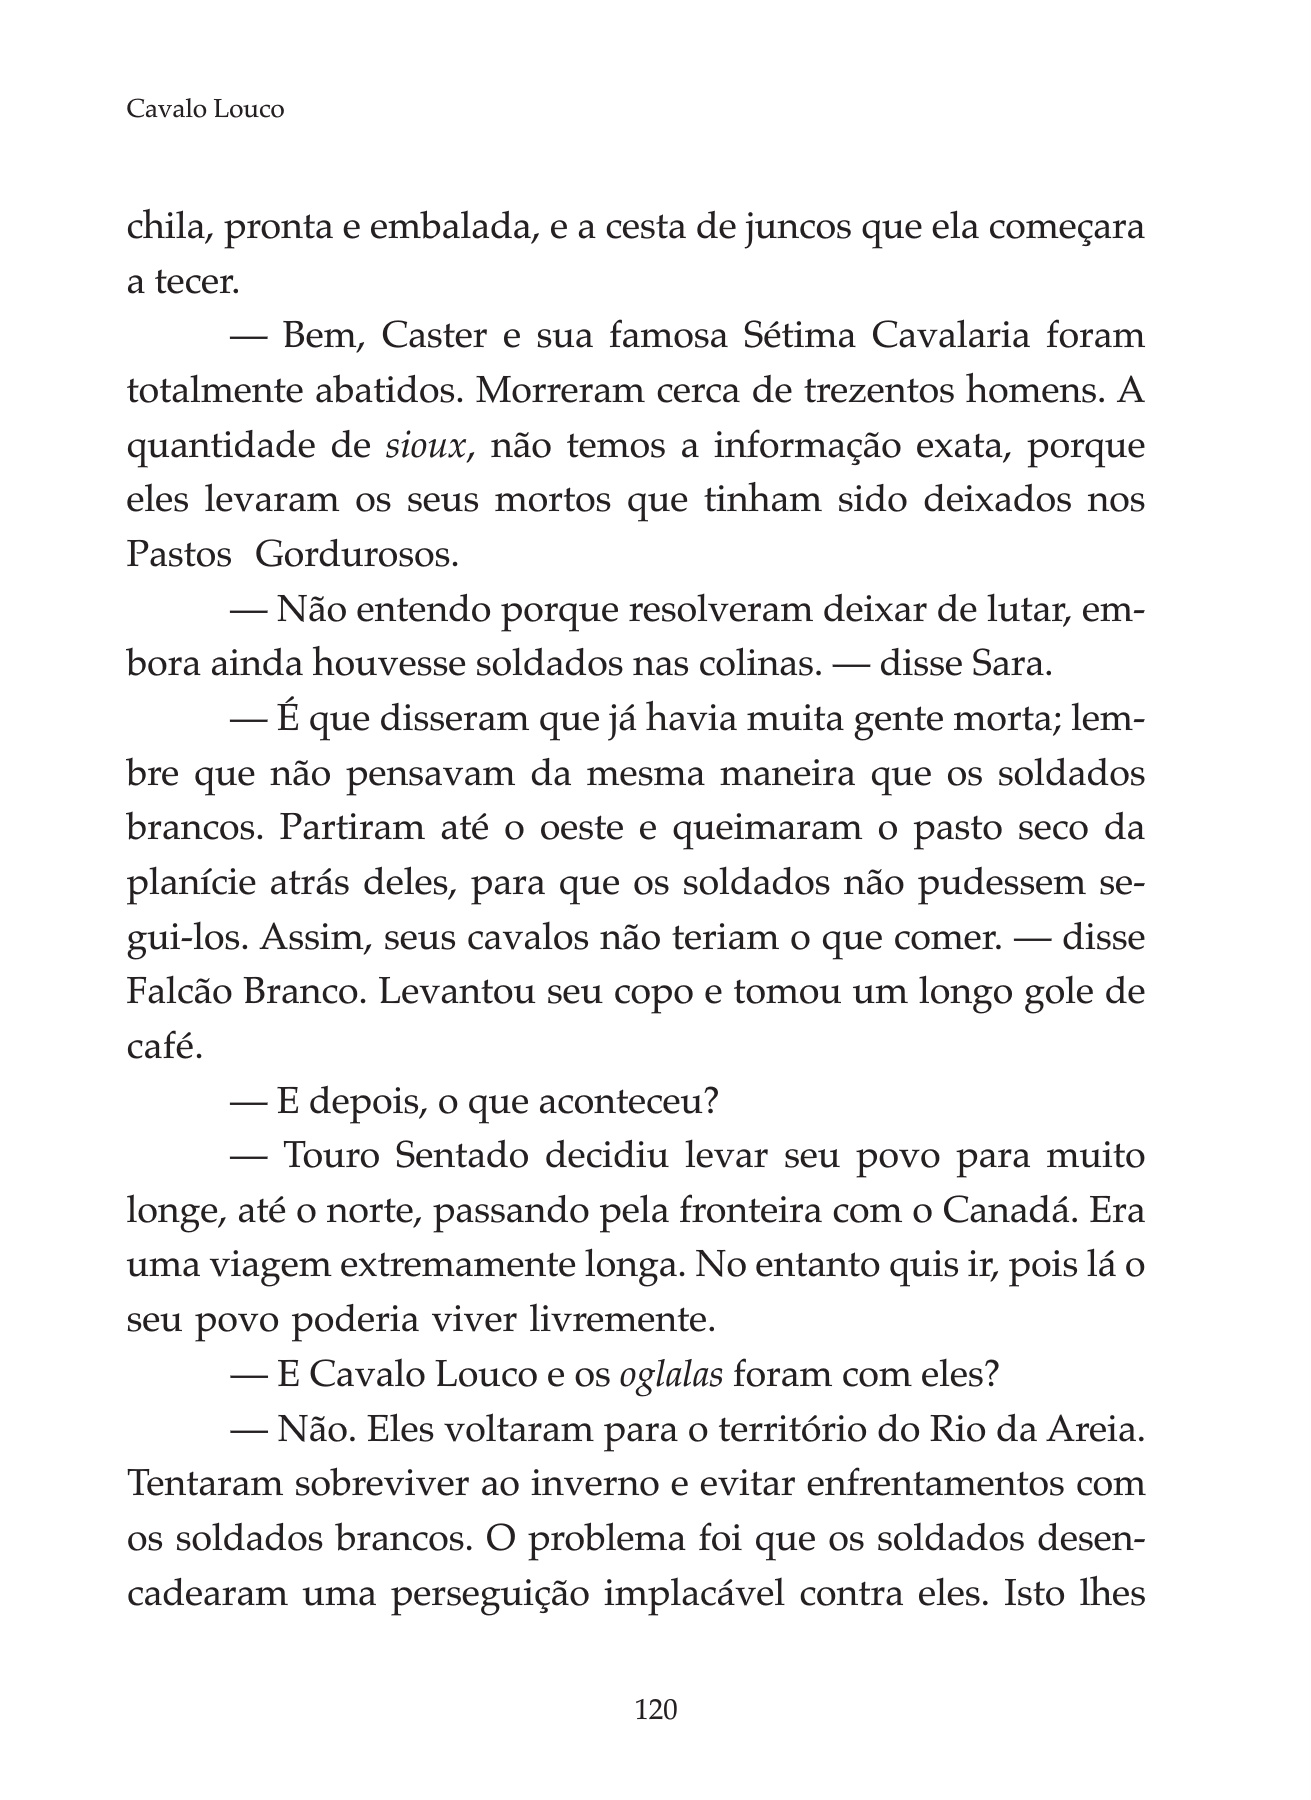 Cavalo Louco
chila, pronta e embalada, e a cesta de juncos que ela começara
a tecer.
— Bem, Caster e sua famosa Sétima Cavalaria foram
totalmente abatidos. Morreram cerca de trezentos homens. A
quantidade de sioux, não temos a informação exata, porque
eles levaram os seus mortos que tinham sido deixados nos
Pastos Gordurosos.
— Não entendo porque resolveram deixar de lutar, em-
bora ainda houvesse soldados nas colinas. — disse Sara.
— É que disseram que já havia muita gente morta; lem-
bre que não pensavam da mesma maneira que os soldados
brancos. Partiram até o oeste e queimaram o pasto seco da
planície atrás deles, para que os soldados não pudessem se-
gui-los. Assim, seus cavalos não teriam o que comer. — disse
Falcão Branco. Levantou seu copo e tomou um longo gole de
café.
— E depois, o que aconteceu?
— Touro Sentado decidiu levar seu povo para muito
longe, até o norte, passando pela fronteira com o Canadá. Era
uma viagem extremamente longa. No entanto quis ir, pois lá o
seu povo poderia viver livremente.
— E Cavalo Louco e os oglalas foram com eles?
— Não. Eles voltaram para o território do Rio da Areia.
Tentaram sobreviver ao inverno e evitar enfrentamentos com
os soldados brancos. O problema foi que os soldados desen-
cadearam uma perseguição implacável contra eles. Isto lhes
120